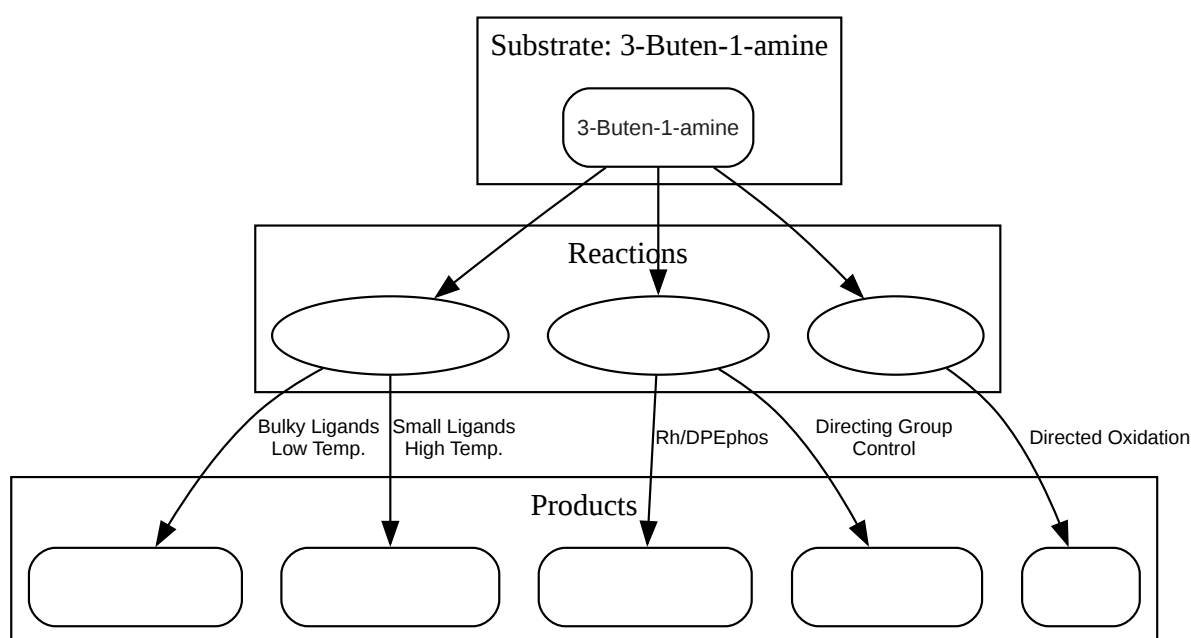 Substrate: 3-Buten-1-amine
3-Buten-1-amine
Reactions
Bulky Ligands
Low Temp.
Small Ligands
High Temp.
Rh/DPEphos
Directing Group
Control
Directed Oxidation
Products